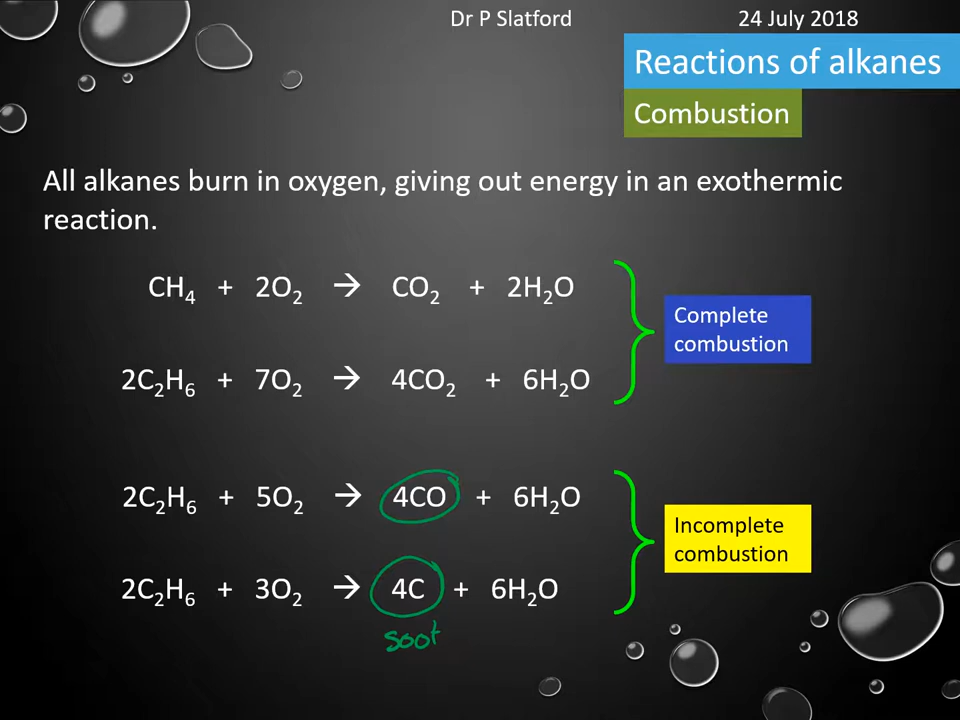 Dr P Slatford
24 July 2018
Reactions of alkanes
Combustion
All alkanes burn in oxygen, giving out energy in an exothermic
reaction.
CH₄ + 2O₂ → CO₂ + 2H₂O
2C₂H₆ + 7O₂ → 4CO₂ + 6H₂O
Complete
combustion
2C₂H₆ + 5O₂ → 4CO + 6H₂O
2C₂H₆ + 3O₂ → 4C + 6H₂O
soot
Incomplete
combustion